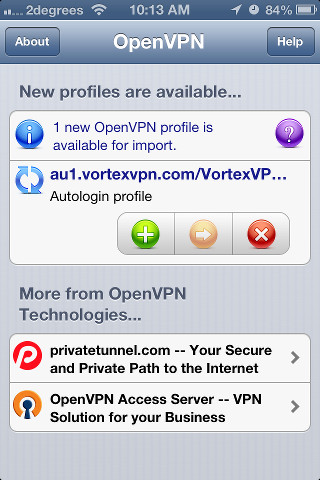 2degrees 10:13 AM 84%
About OpenVPN Help
New profiles are available...
1 new OpenVPN profile is
available for import.
?
au1.vortexvpn.com/VortexVP...
Autologin profile
More from OpenVPN
Technologies...
privatetunnel.com -- Your Secure
and Private Path to the Internet
OpenVPN Access Server -- VPN
Solution for your Business